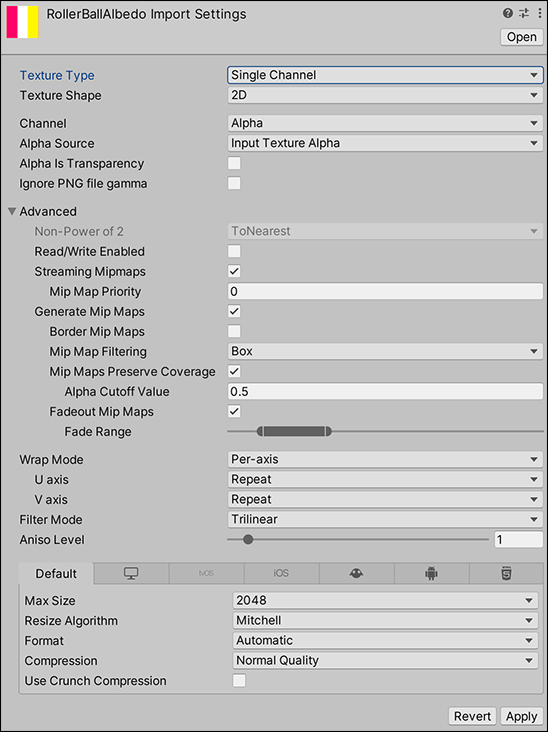 RollerBallAlbedo Import Settings
Open
Texture Type Single Channel
Texture Shape 2D
Channel Alpha
Alpha Source Input Texture Alpha
Alpha Is Transparency
Ignore PNG file gamma
Advanced
Non-Power of 2 ToNearest
Read/Write Enabled
Streaming Mipmaps
Mip Map Priority 0
Generate Mip Maps
Border Mip Maps
Mip Map Filtering Box
Mip Maps Preserve Coverage
Alpha Cutoff Value 0.5
Fadeout Mip Maps
Fade Range
Wrap Mode Per-axis
U axis Repeat
V axis Repeat
Filter Mode Trilinear
Aniso Level 1
Default tvOS iOS
Max Size 2048
Resize Algorithm Mitchell
Format Automatic
Compression Normal Quality
Use Crunch Compression
Revert Apply